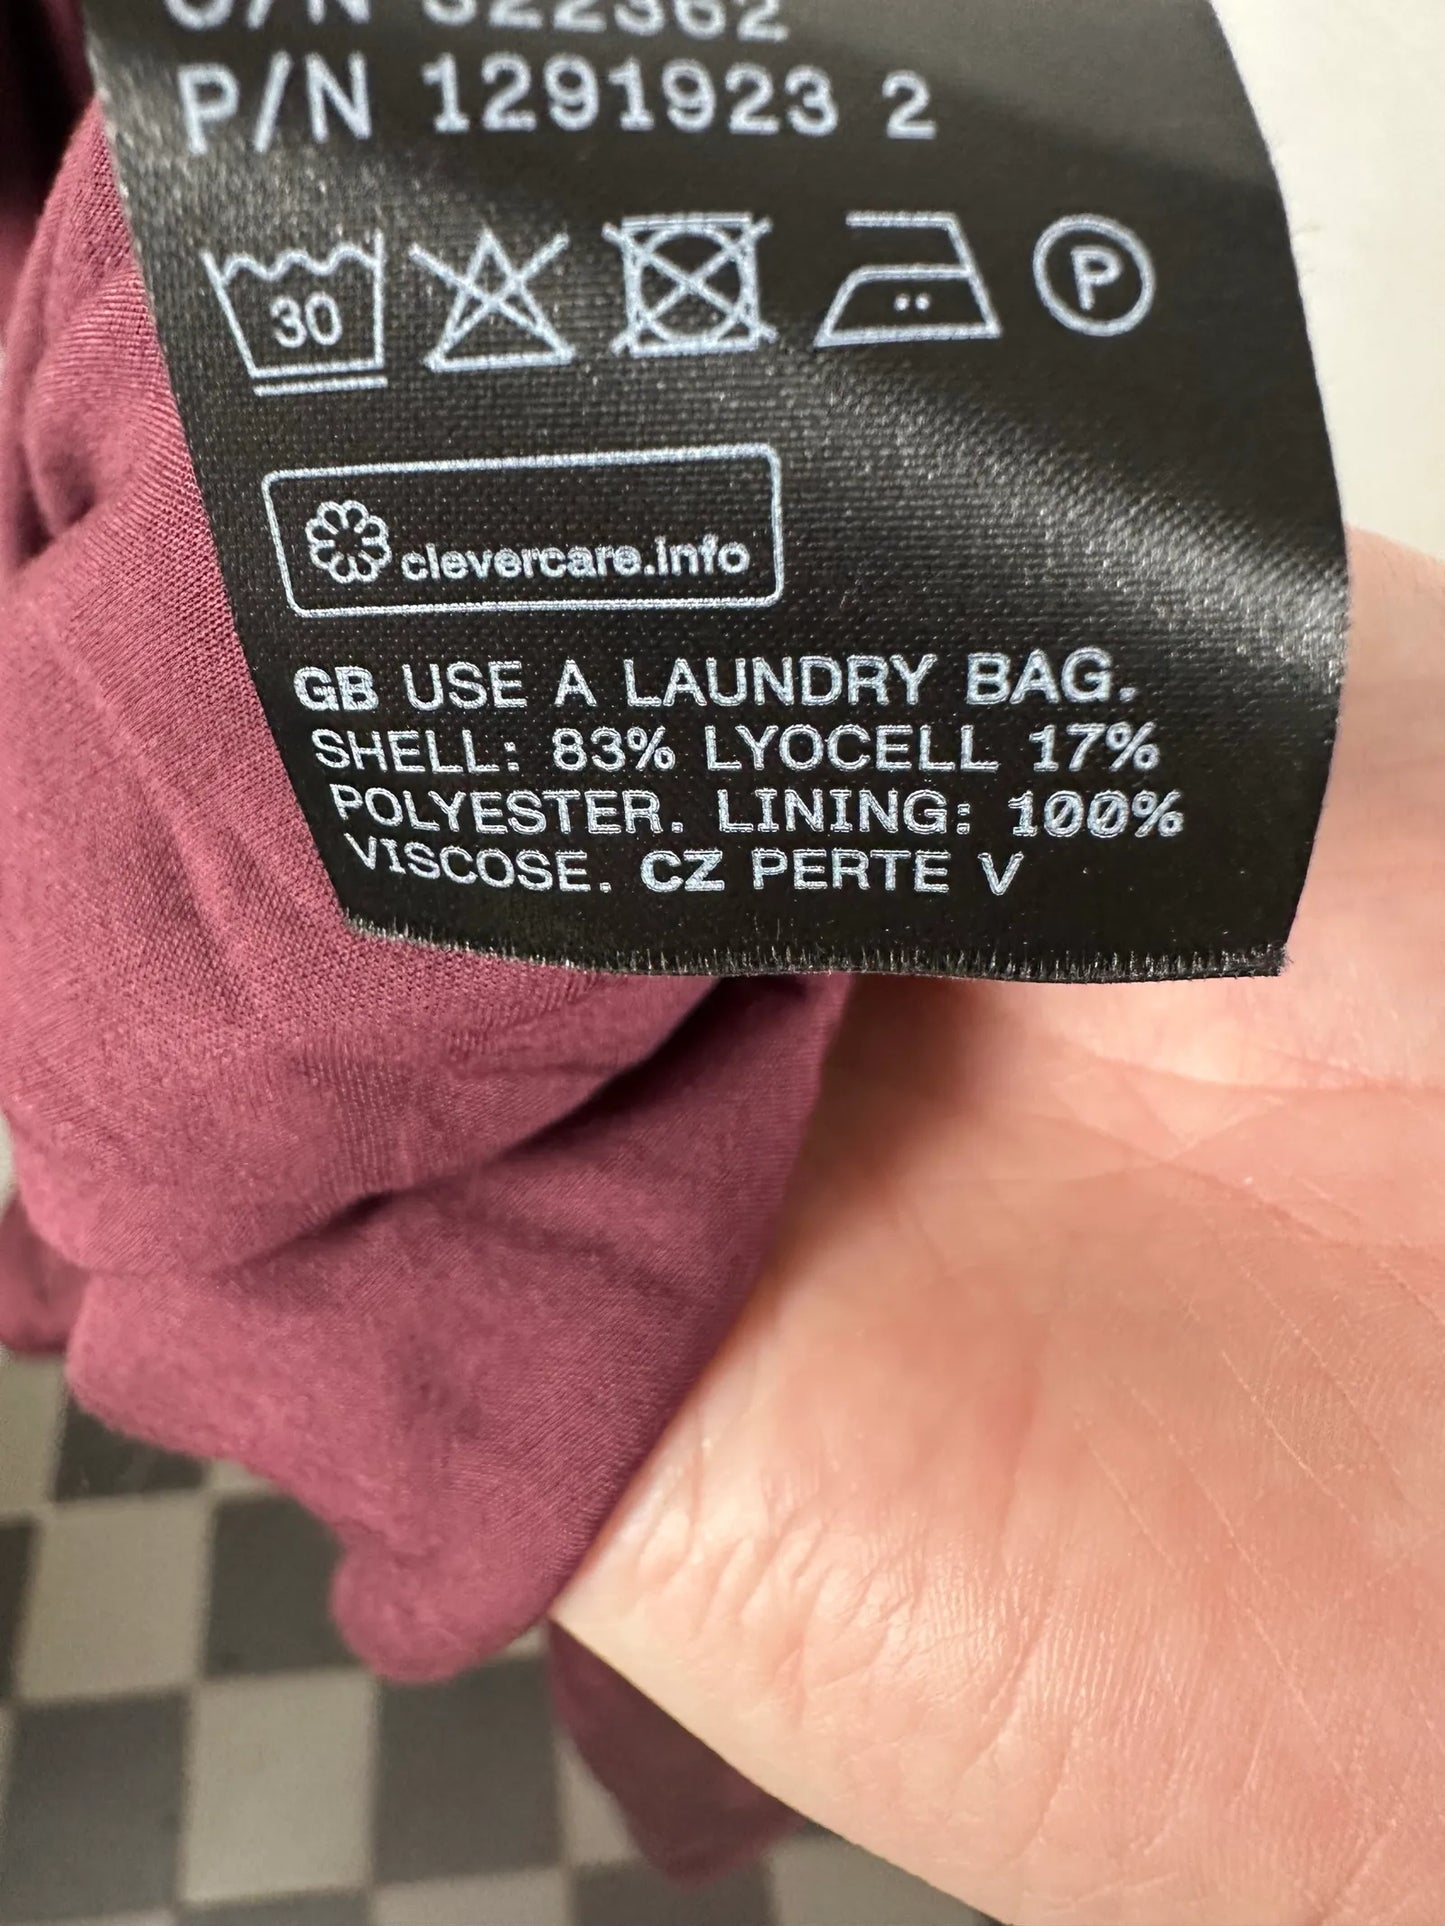 O/N 322362
P/N 1291923 2
30
P
clevercare.info
GB USE A LAUNDRY BAG.
SHELL: 83% LYOCELL 17%
POLYESTER. LINING: 100%
VISCOSE. CZ PERTE V